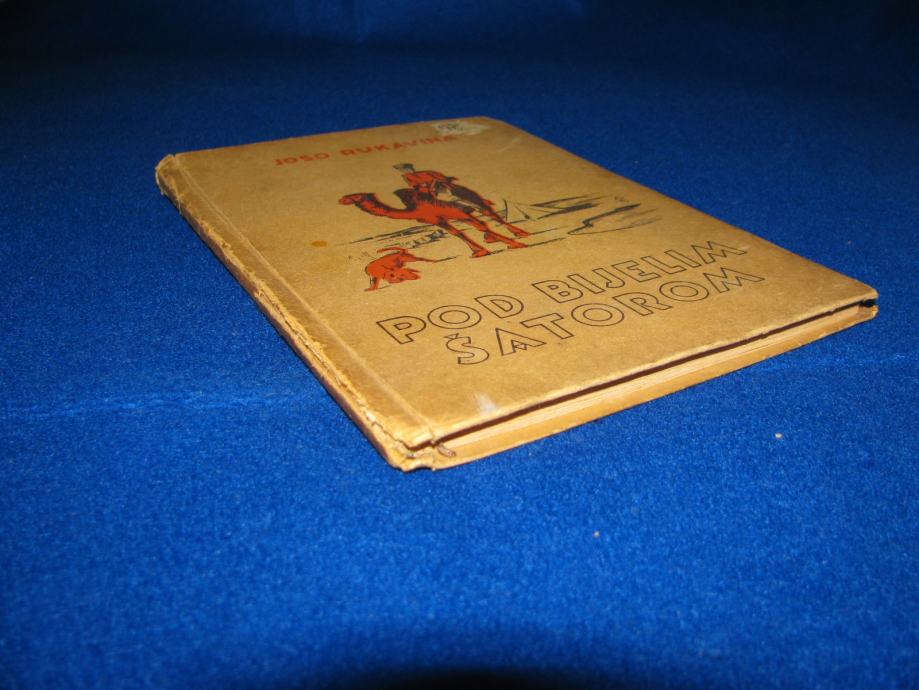 JOSO RUKAVINA
POD BIJELIM
ŠATOROM